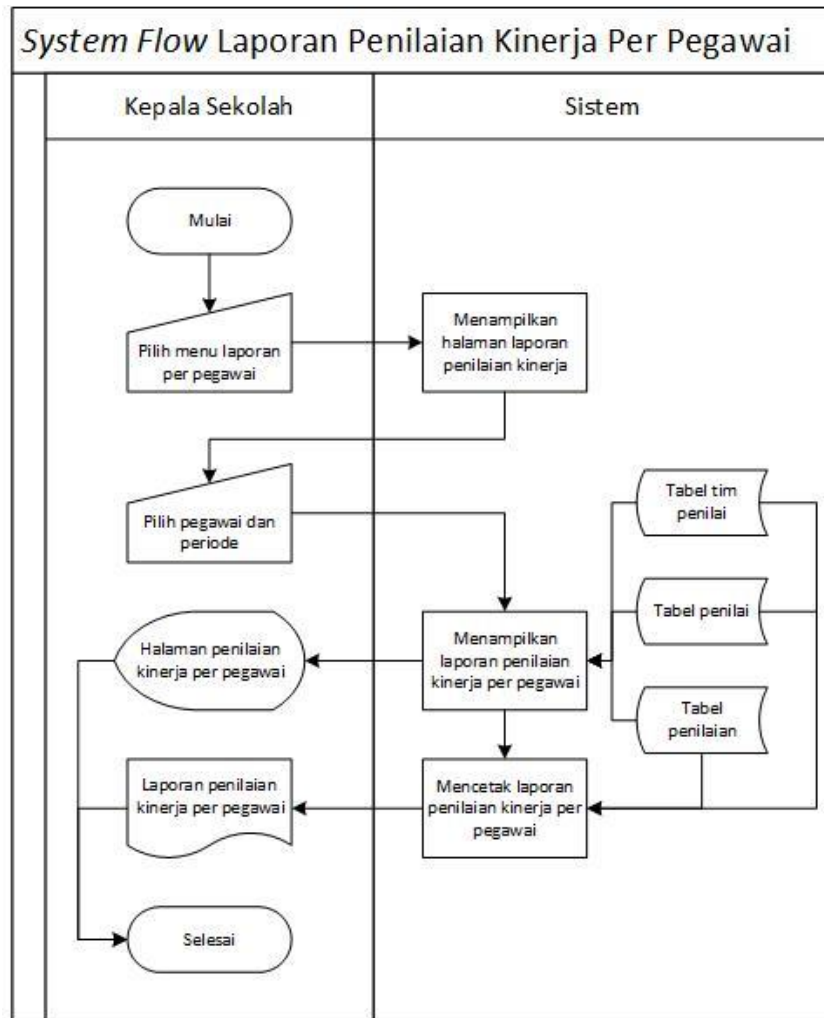 System Flow Laporan Penilaian Kinerja Per Pegawai
Kepala Sekolah
Sistem
Mulai
Pilih menu laporan
per pegawai
Menampilkan
halaman laporan
penilaian kinerja
Pilih pegawai dan
periode
Tabel tim
penilai
Tabel penilai
Halaman penilaian
kinerja per pegawai
Menampilkan
laporan penilaian
kinerja per pegawai
Tabel
penilaian
Laporan penilaian
kinerja per pegawai
Mencetak laporan
penilaian kinerja per
pegawai
Selesai